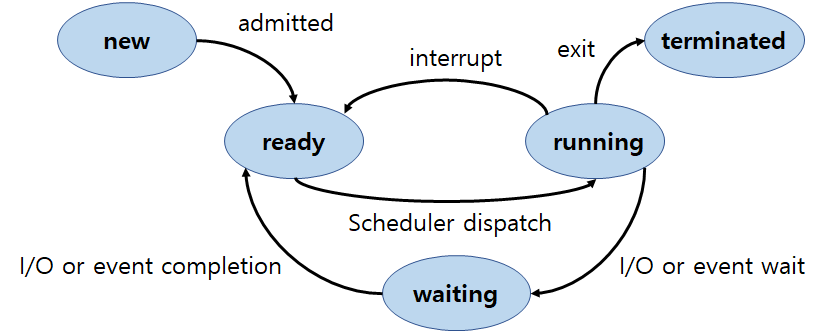 new
admitted
terminated
interrupt
exit
ready
running
Scheduler dispatch
I/O or event completion
I/O or event wait
waiting